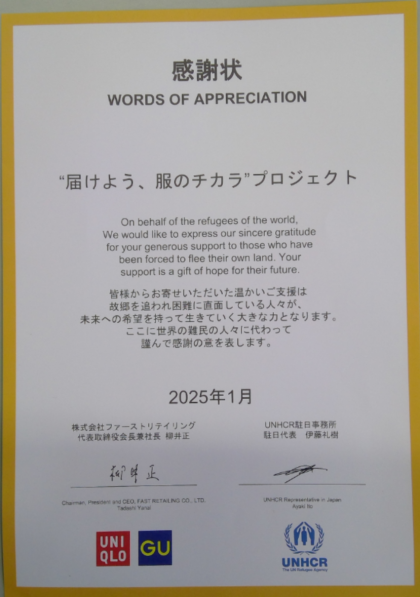 感謝状
WORDS OF APPRECIATION
“届けよう、服のチカラ”プロジェクト
On behalf of the refugees of the world,
We would like to express our sincere gratitude
for your generous support to those who have
been forced to flee their own land. Your
support is a gift of hope for their future.
皆様からお寄せいただいた温かいご支援は
故郷を追われ困難に直面している人々が、
未来への希望を持って生きていく大きな力となります。
ここに世界の難民の人々に代わって
謹んで感謝の意を表します。
2025年1月
株式会社ファーストリテイリング
代表取締役会長兼社長 柳井正
UNHCR駐日事務所
駐日代表 伊藤礼樹
柳井正
Chairman, President and CEO, FAST RETAILING CO., LTD.
Tadashi Yanai
UNHCR Representative in Japan
Ayaki Ito
UNI
QLO
GU
UNHCR
The UN Refugee Agency